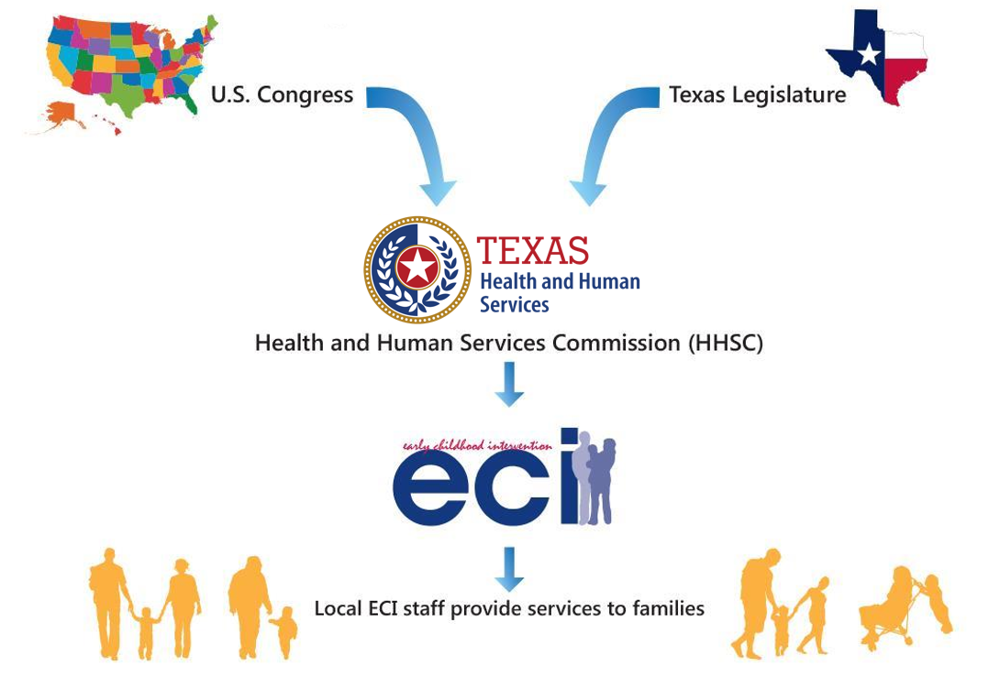 U.S. Congress
Texas Legislature
TEXAS
Health and Human
Services
Health and Human Services Commission (HHSC)
early childhood intervention
eci
Local ECI staff provide services to families